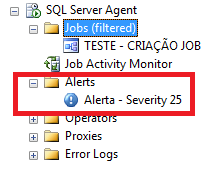 SQL Server Agent
Jobs (filtered)
TESTE - CRIAÇÃO JOB
Job Activity Monitor
Alerts
Alerta - Severity 25
Operators
Proxies
Error Logs